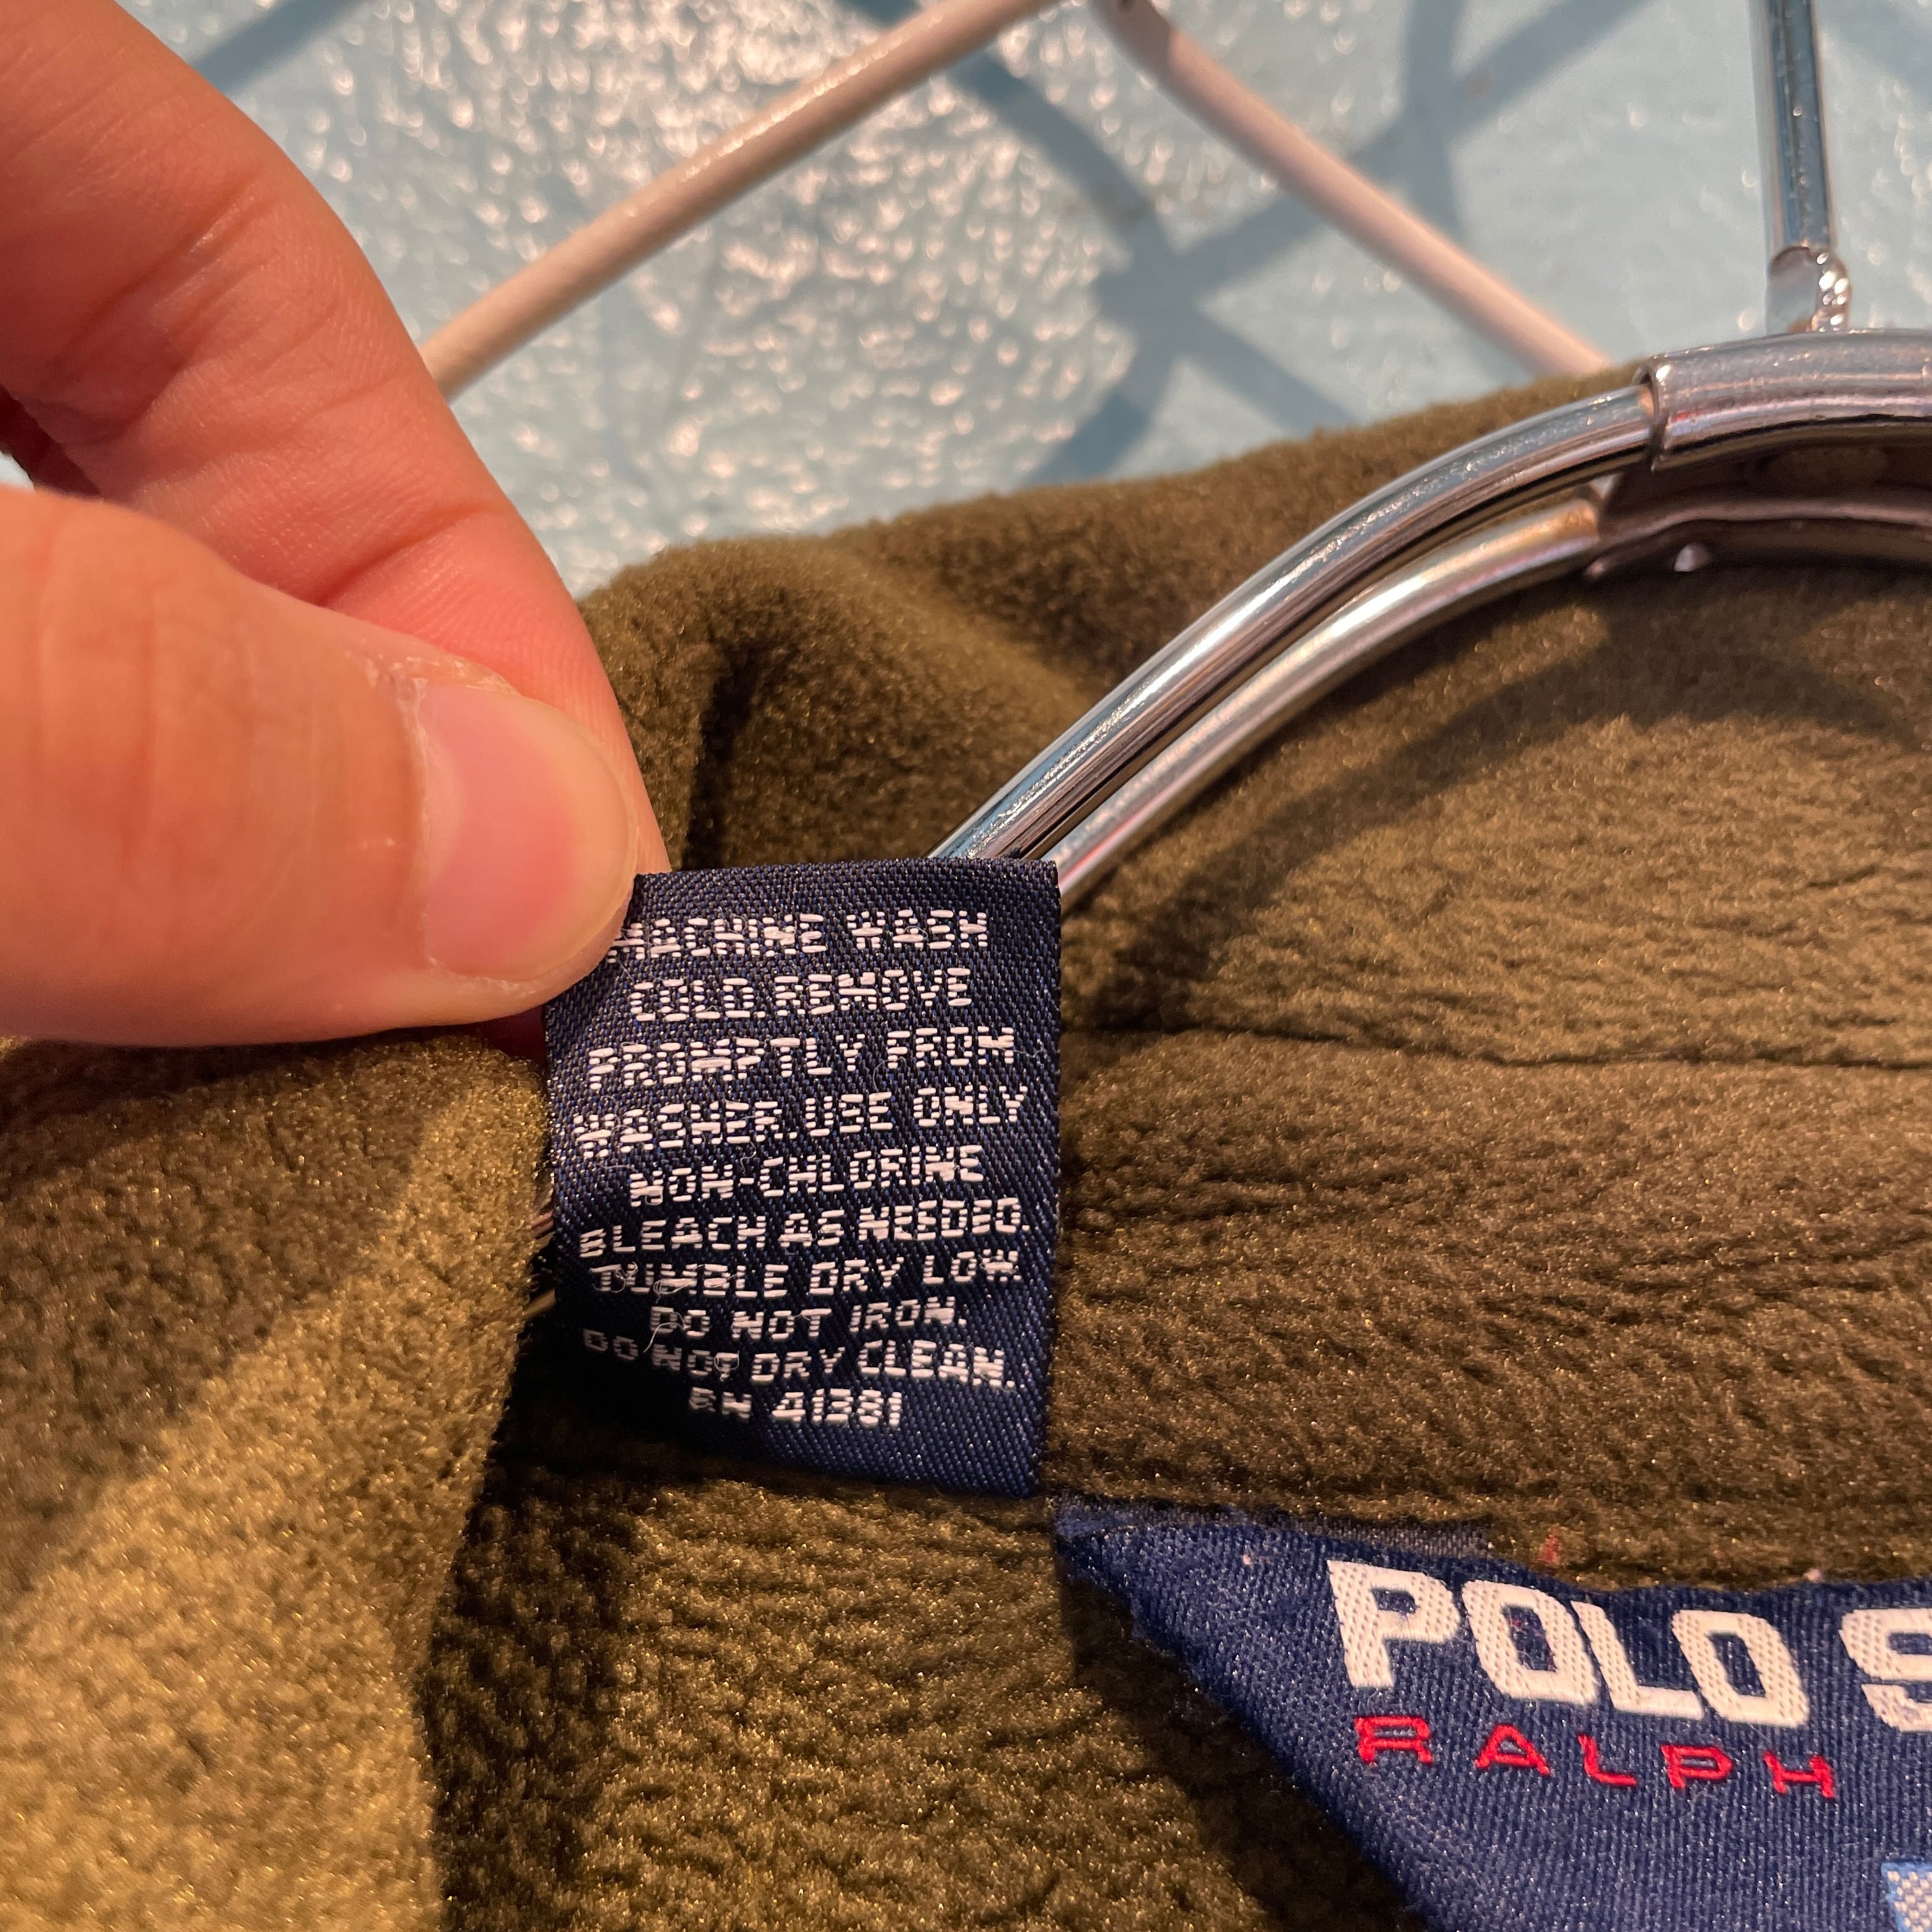 MACHINE WASH
COLD.REMOVE
PROMPTLY FROM
WASHER.USE ONLY
NON-CHLORINE
BLEACH AS NEEDED.
TUMBLE DRY LOW.
DO NOT IRON.
DO NOT DRY CLEAN.
RN 41381
POLO S
RALPH